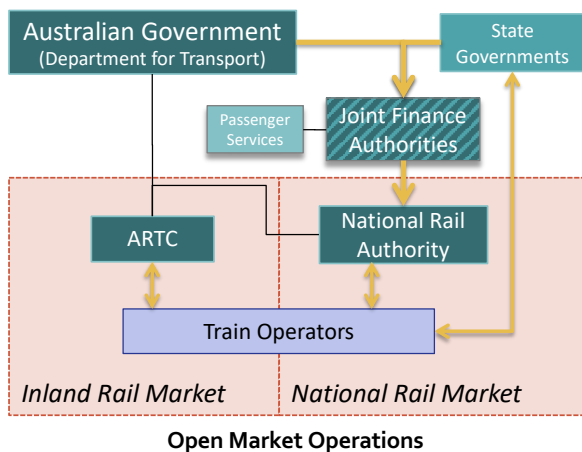 Australian Government
(Department for Transport)
State
Governments
Passenger
Services
Joint Finance
Authorities
ARTC
National Rail
Authority
Train Operators
Inland Rail Market
National Rail Market
Open Market Operations